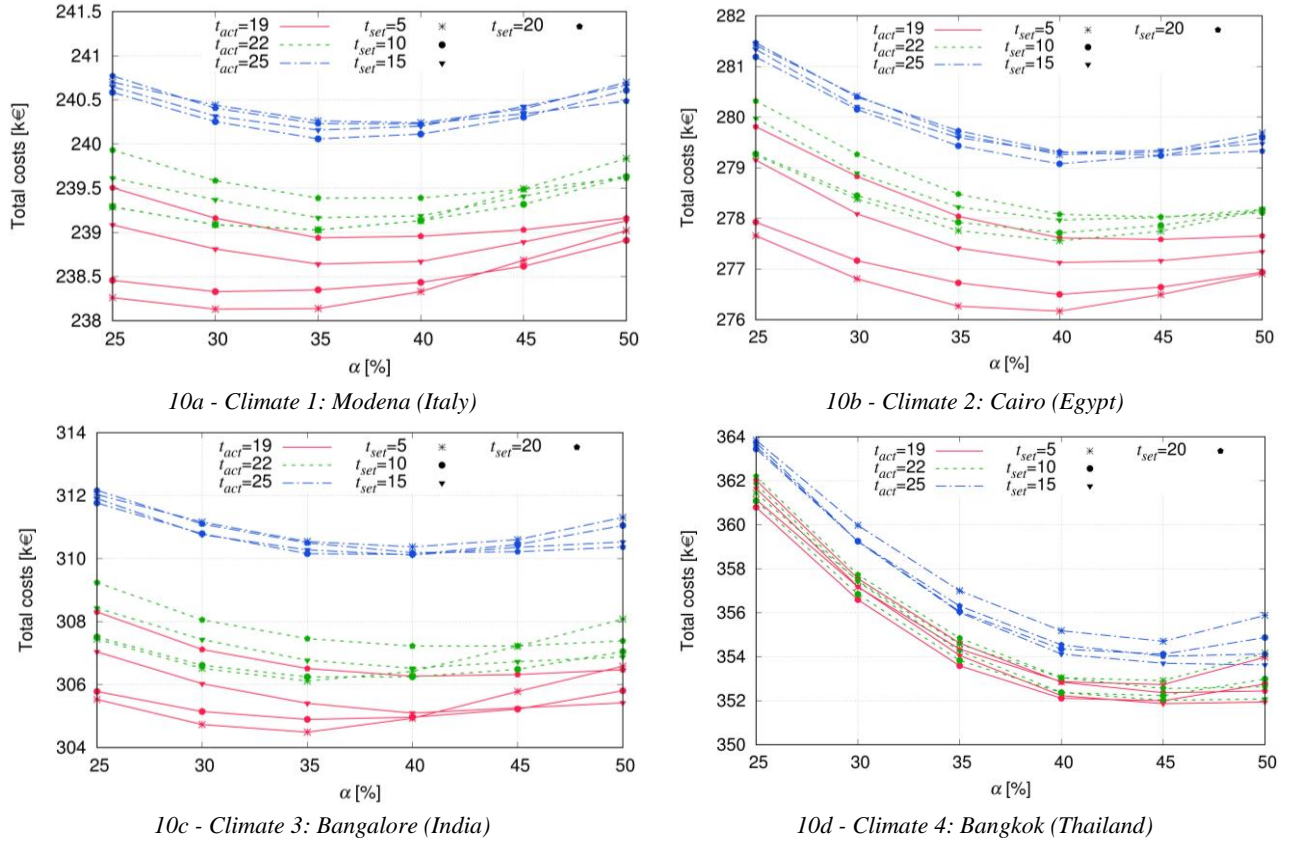 241.5
241
240.5
240
239.5
239
238.5
238
Total costs [k€]
t_act=19 t_set=5 t_set=20
t_act=22 t_set=10
t_act=25 t_set=15
25 30 35 40 45 50
α [%]
10a - Climate 1: Modena (Italy)
282
281
280
279
278
277
276
Total costs [k€]
t_act=19 t_set=5 t_set=20
t_act=22 t_set=10
t_act=25 t_set=15
25 30 35 40 45 50
α [%]
10b - Climate 2: Cairo (Egypt)
314
312
310
308
306
304
Total costs [k€]
t_act=19 t_set=5 t_set=20
t_act=22 t_set=10
t_act=25 t_set=15
25 30 35 40 45 50
α [%]
10c - Climate 3: Bangalore (India)
364
362
360
358
356
354
352
350
Total costs [k€]
t_act=19 t_set=5 t_set=20
t_act=22 t_set=10
t_act=25 t_set=15
25 30 35 40 45 50
α [%]
10d - Climate 4: Bangkok (Thailand)